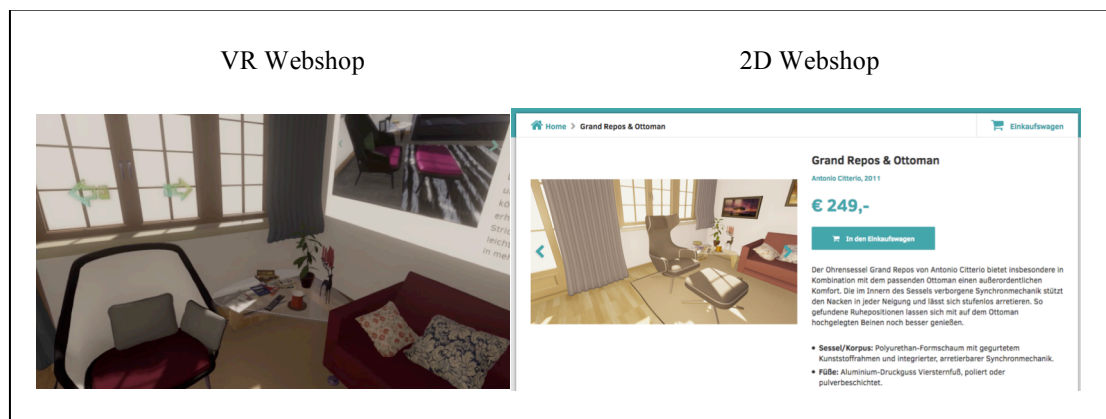 VR Webshop
2D Webshop
Home > Grand Repos & Ottoman
Einkaufswagen
Grand Repos & Ottoman
Antonio Citterio, 2011
€ 249,-
In den Einkaufswagen
Der Ohrensessel Grand Repos von Antonio Citterio bietet insbesondere in
Kombination mit dem passenden Ottoman einen außerordentlichen
Komfort. Die im Innern des Sessels verborgene Synchronmechanik stützt
den Nacken in jeder Neigung und lässt sich stufenlos arretieren. So
gefundene Ruhepositionen lassen sich mit auf dem Ottoman
hochgelegten Beinen noch besser genießen.
• Sessel/Korpus: Polyurethan-Formschaum mit gegurtetem
Kunststoffrahmen und integrierter, arretierbarer Synchronmechanik.
• Füße: Aluminium-Druckguss Viersternfuß, poliert oder
pulverbeschichtet.